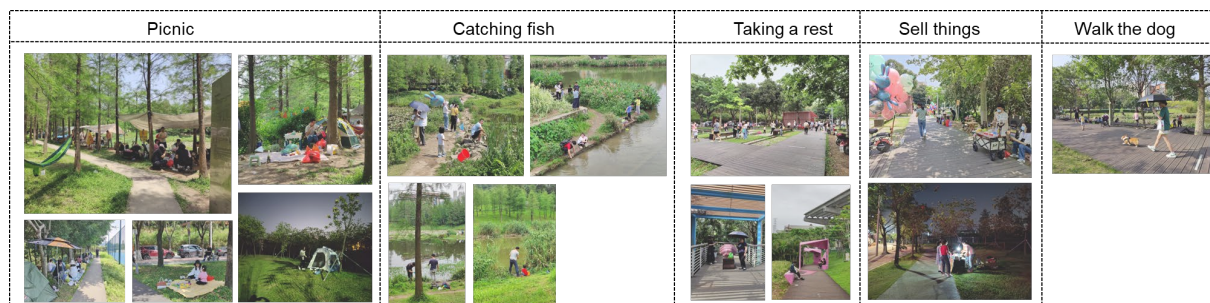 Picnic
Catching fish
Taking a rest
Sell things
Walk the dog